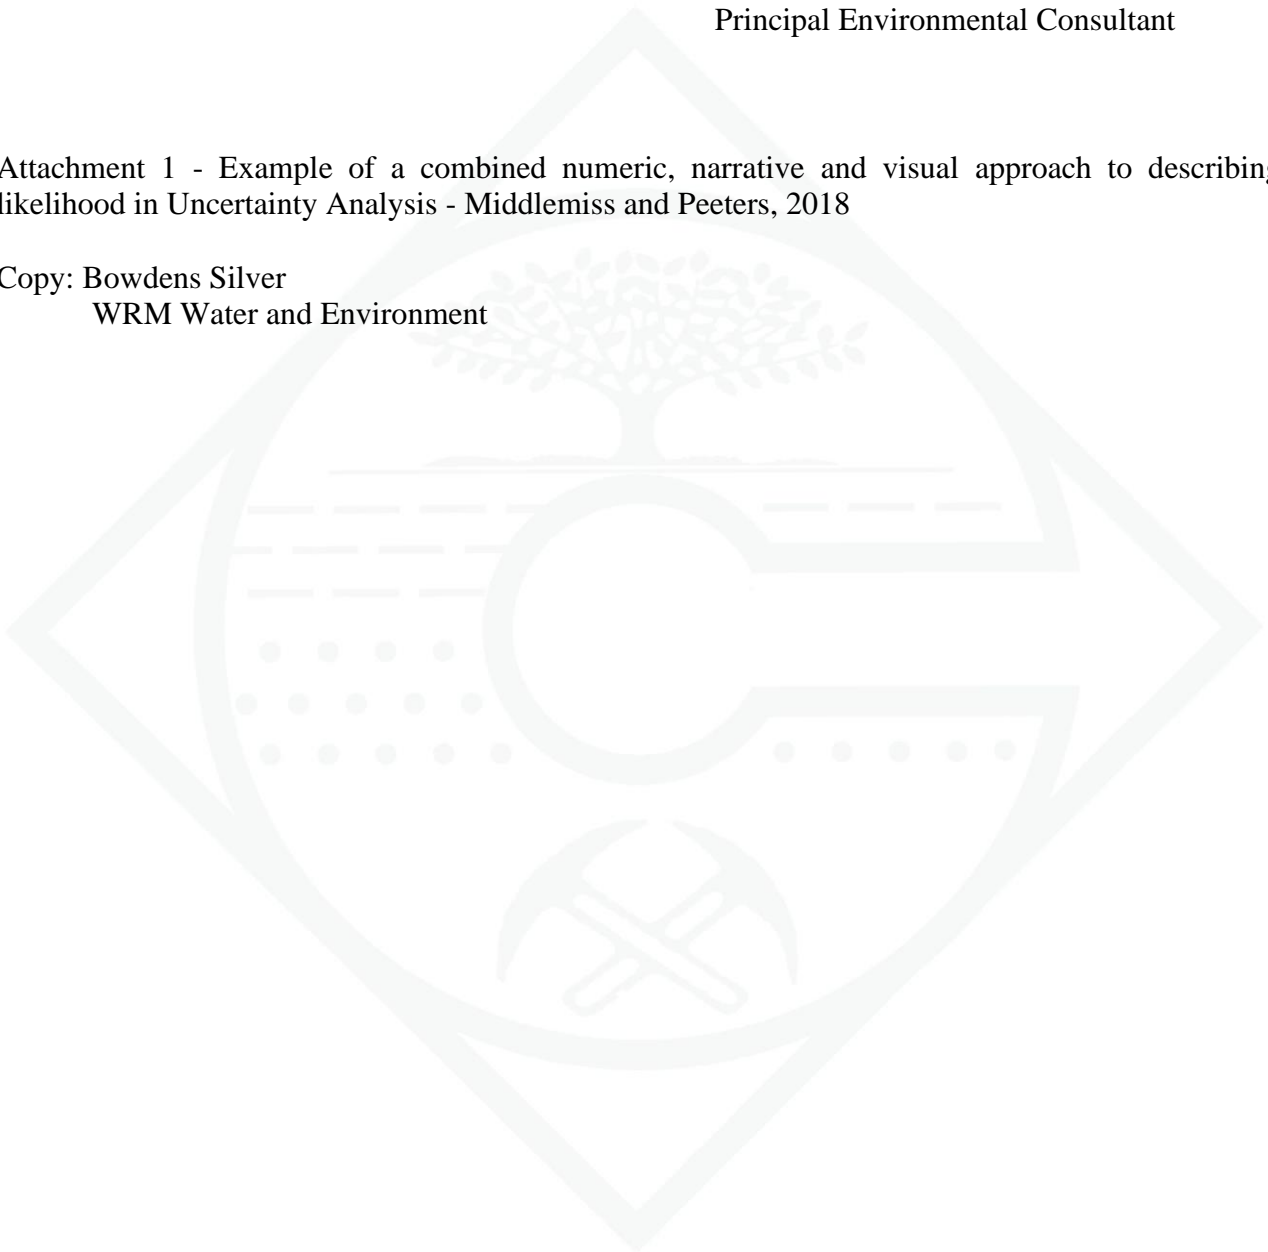 Principal Environmental Consultant
Attachment 1 - Example of a combined numeric, narrative and visual approach to describing
likelihood in Uncertainty Analysis - Middlemiss and Peeters, 2018
Copy: Bowdens Silver
WRM Water and Environment